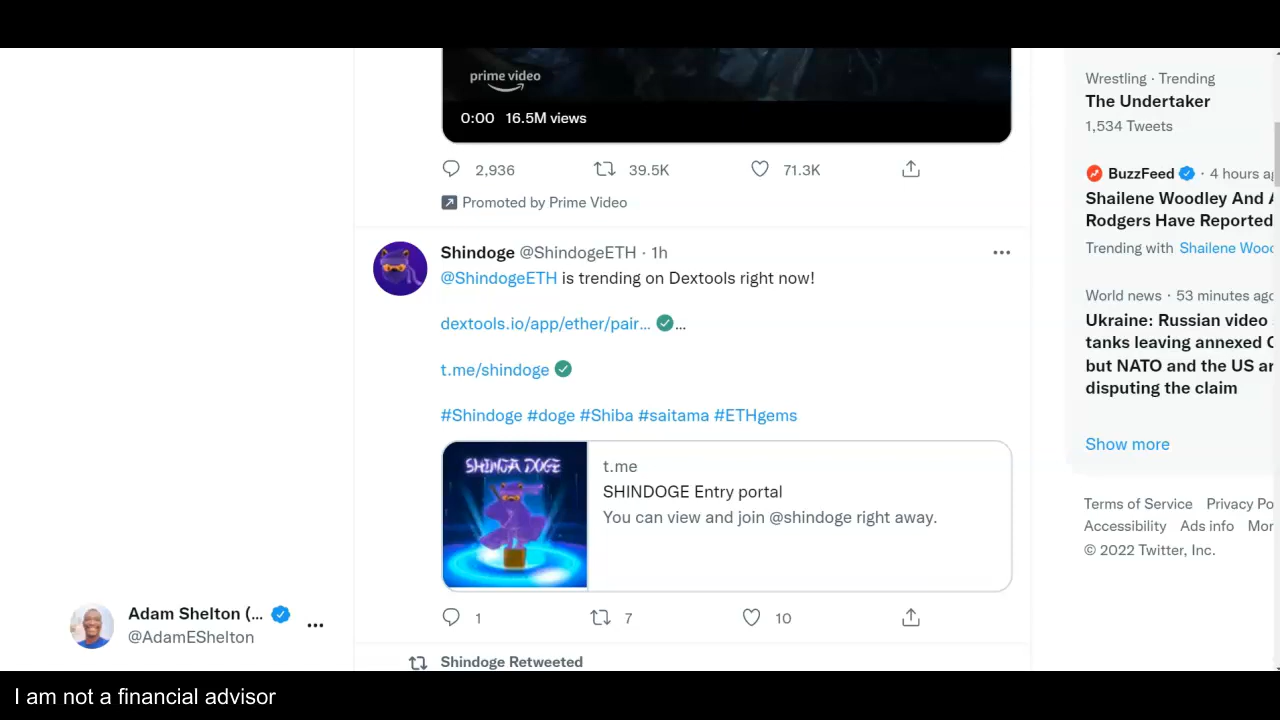 prime video
0:00 16.5M views
2,936 39.5K 71.3K
Promoted by Prime Video
Shindoge @ShindogeETH · 1h
@ShindogeETH is trending on Dextools right now!
dextools.io/app/ether/pair... ...
t.me/shindoge
#Shindoge #doge #Shiba #saitama #ETHgems
SHINJA DOGE
t.me
SHINDOGE Entry portal
You can view and join @shindoge right away.
1 7 10
Shindoge Retweeted
Wrestling · Trending
The Undertaker
1,534 Tweets
BuzzFeed · 4 hours ag
Shailene Woodley And A
Rodgers Have Reported
Trending with Shailene Wooc
World news · 53 minutes ago
Ukraine: Russian video
tanks leaving annexed C
but NATO and the US ar
disputing the claim
Show more
Terms of Service Privacy Po
Accessibility Ads info Mor
© 2022 Twitter, Inc.
Adam Shelton (...
@AdamEShelton
I am not a financial advisor